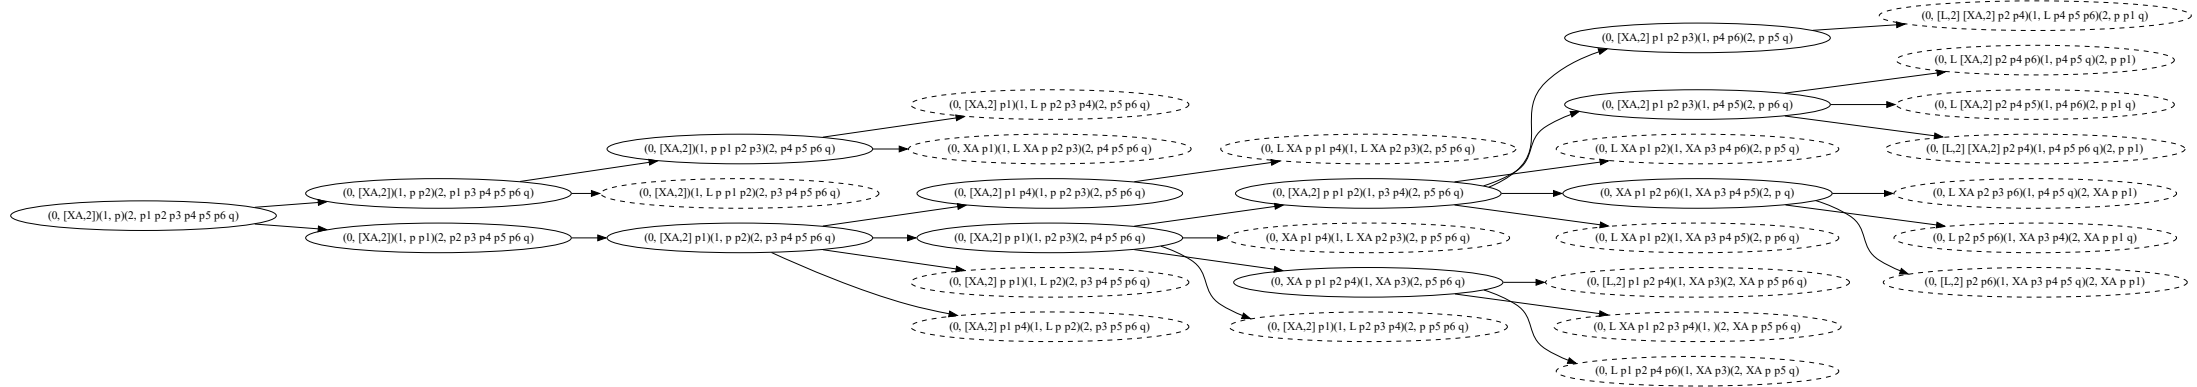 (0, [XA,2])(1, p)(2, p1 p2 p3 p4 p5 p6 q)
(0, [XA,2])(1, p p2)(2, p1 p3 p4 p5 p6 q)
(0, [XA,2])(1, p p1)(2, p2 p3 p4 p5 p6 q)
(0, [XA,2])(1, p p1 p2 p3)(2, p4 p5 p6 q)
(0, [XA,2])(1, L p p1 p2)(2, p3 p4 p5 p6 q)
(0, [XA,2] p1)(1, p p2)(2, p3 p4 p5 p6 q)
(0, [XA,2] p1)(1, L p p2 p3 p4)(2, p5 p6 q)
(0, XA p1)(1, L XA p p2 p3)(2, p4 p5 p6 q)
(0, [XA,2] p1 p4)(1, p p2 p3)(2, p5 p6 q)
(0, [XA,2] p p1)(1, p2 p3)(2, p4 p5 p6 q)
(0, [XA,2] p p1)(1, L p2)(2, p3 p4 p5 p6 q)
(0, [XA,2] p1 p4)(1, L p p2)(2, p3 p5 p6 q)
(0, L XA p p1 p4)(1, L XA p2 p3)(2, p5 p6 q)
(0, [XA,2] p p1 p2)(1, p3 p4)(2, p5 p6 q)
(0, XA p1 p4)(1, L XA p2 p3)(2, p p5 p6 q)
(0, XA p p1 p2 p4)(1, XA p3)(2, p5 p6 q)
(0, [XA,2] p1)(1, L p2 p3 p4)(2, p p5 p6 q)
(0, [XA,2] p1 p2 p3)(1, p4 p6)(2, p p5 q)
(0, [XA,2] p1 p2 p3)(1, p4 p5)(2, p p6 q)
(0, L XA p1 p2)(1, XA p3 p4 p6)(2, p p5 q)
(0, XA p1 p2 p6)(1, XA p3 p4 p5)(2, p q)
(0, L XA p1 p2)(1, XA p3 p4 p5)(2, p p6 q)
(0, [L,2] p1 p2 p4)(1, XA p3)(2, XA p p5 p6 q)
(0, L XA p1 p2 p3 p4)(1, )(2, XA p p5 p6 q)
(0, L p1 p2 p4 p6)(1, XA p3)(2, XA p p5 q)
(0, [L,2] [XA,2] p2 p4)(1, L p4 p5 p6)(2, p p1 q)
(0, L [XA,2] p2 p4 p6)(1, p4 p5 q)(2, p p1)
(0, L [XA,2] p2 p4 p5)(1, p4 p6)(2, p p1 q)
(0, [L,2] [XA,2] p2 p4)(1, p4 p5 p6 q)(2, p p1)
(0, L XA p2 p3 p6)(1, p4 p5 q)(2, XA p p1)
(0, L p2 p5 p6)(1, XA p3 p4)(2, XA p p1 q)
(0, [L,2] p2 p6)(1, XA p3 p4 p5 q)(2, XA p p1)